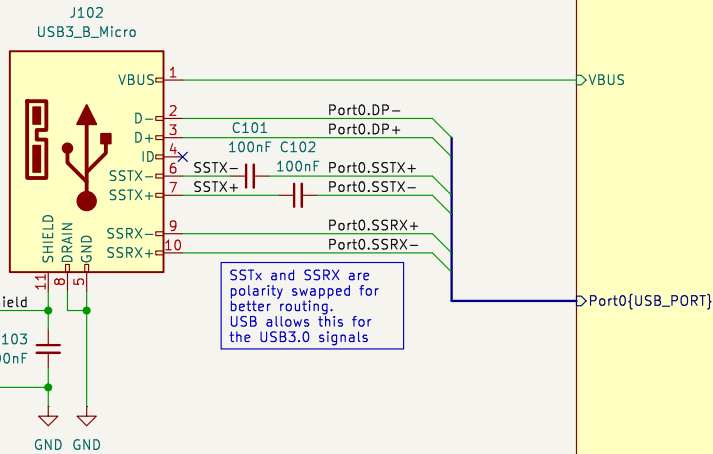 J102
USB3_B_Micro
VBUS
1
VBUS
D-
2
Port0.DP-
D+
3
Port0.DP+
C101
100nF
C102
100nF
ID
4
SSTX-
6
SSTX-
Port0.SSTX+
SSTX+
7
SSTX+
Port0.SSTX-
SSRX-
9
Port0.SSRX+
SSRX+
10
Port0.SSRX-
SHIELD
DRAIN
GND
11
8
5
SSTx and SSRX are
polarity swapped for
better routing.
USB allows this for
the USB3.0 signals
Port0{USB_PORT}
ield
103
00nF
GND
GND